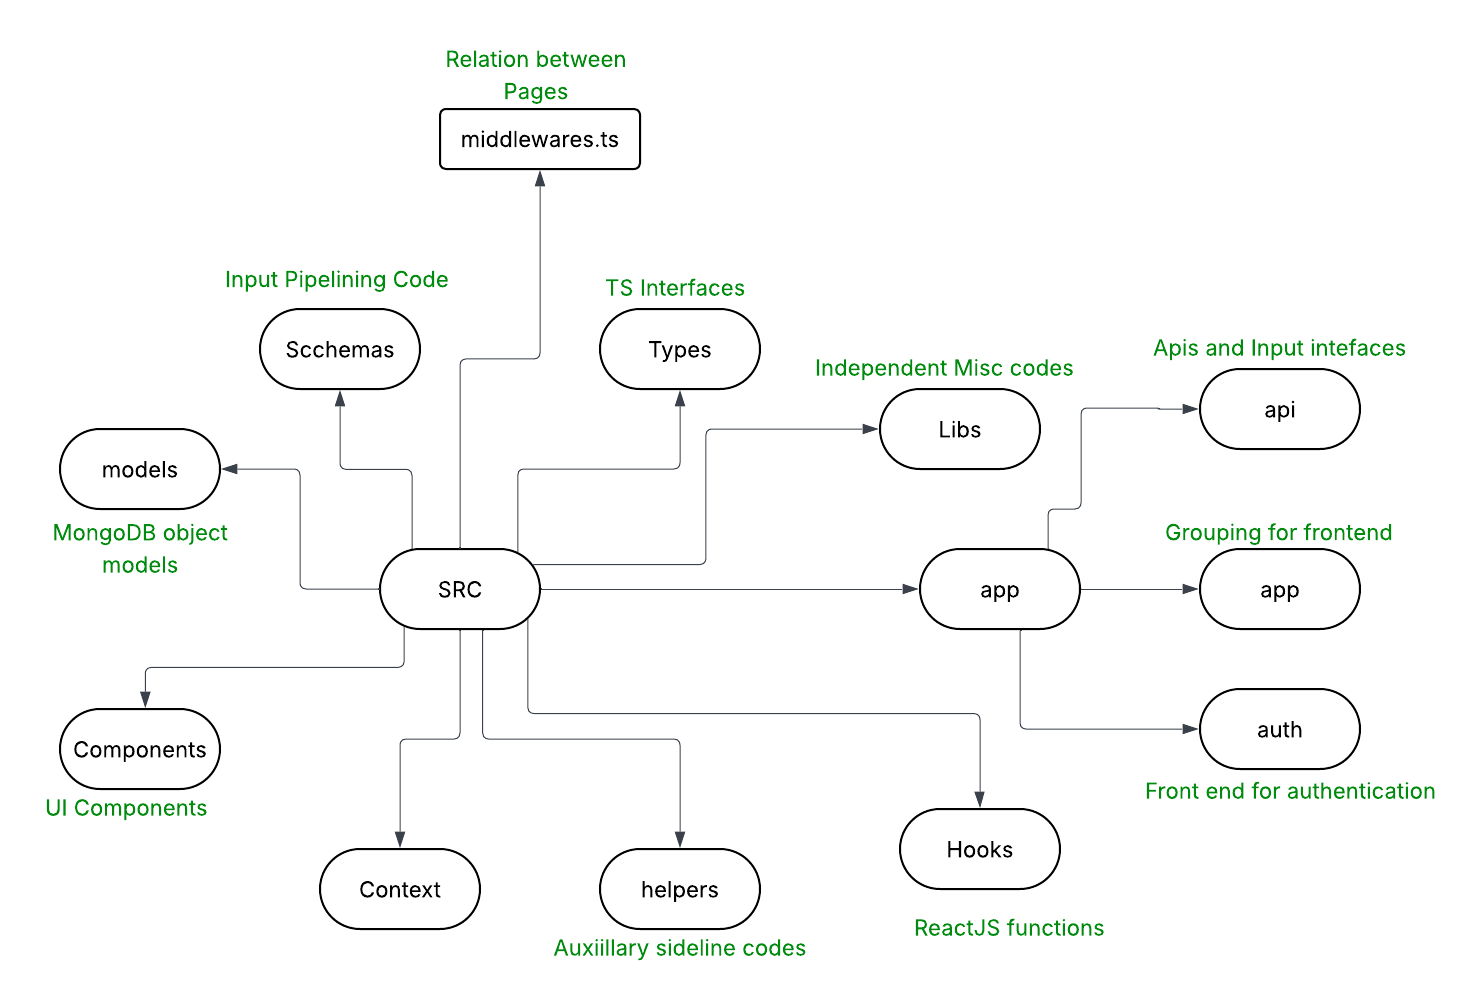 Relation between
Pages
middlewares.ts
Input Pipelining Code
Scchemas
TS Interfaces
Types
Independent Misc codes
Libs
Apis and Input intefaces
api
models
MongoDB object
models
SRC
app
Grouping for frontend
app
auth
Front end for authentication
Components
UI Components
Context
helpers
Auxiillary sideline codes
Hooks
ReactJS functions